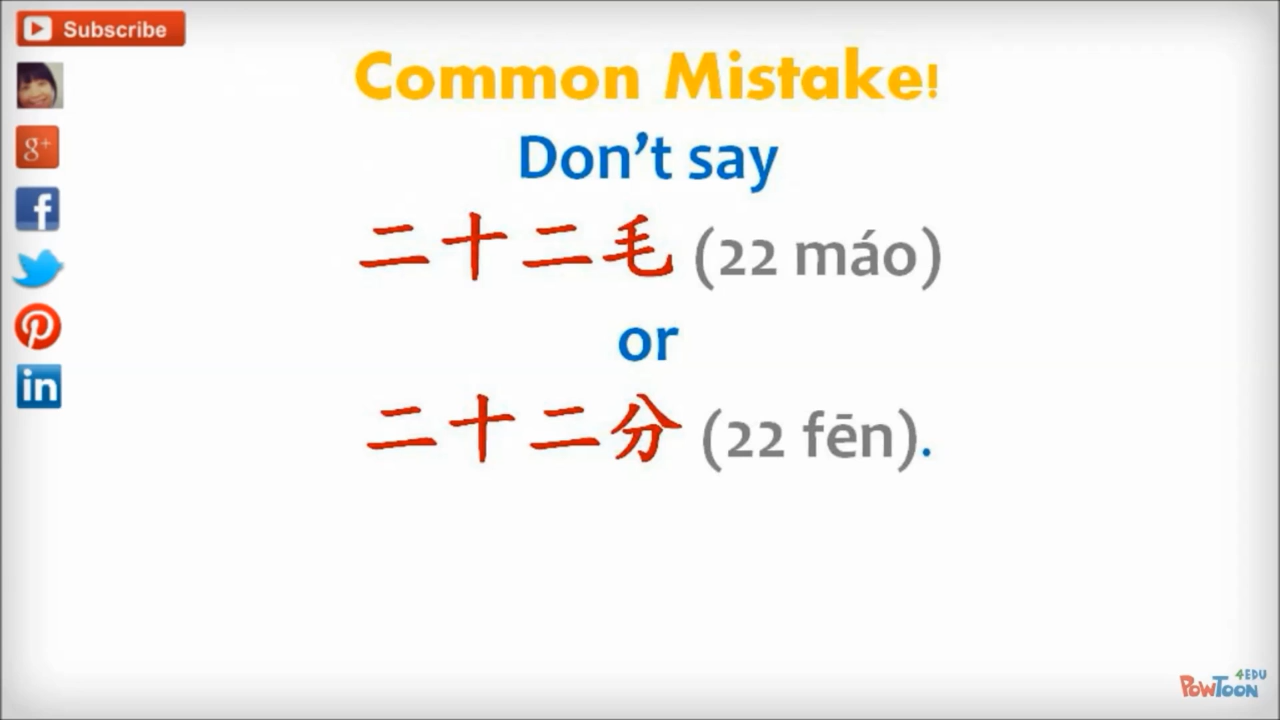 Subscribe
Common Mistake!
Don't say
二十二毛 (22 máo)
or
二十二分 (22 fēn).
g+
f
in
4EDU
PowToon